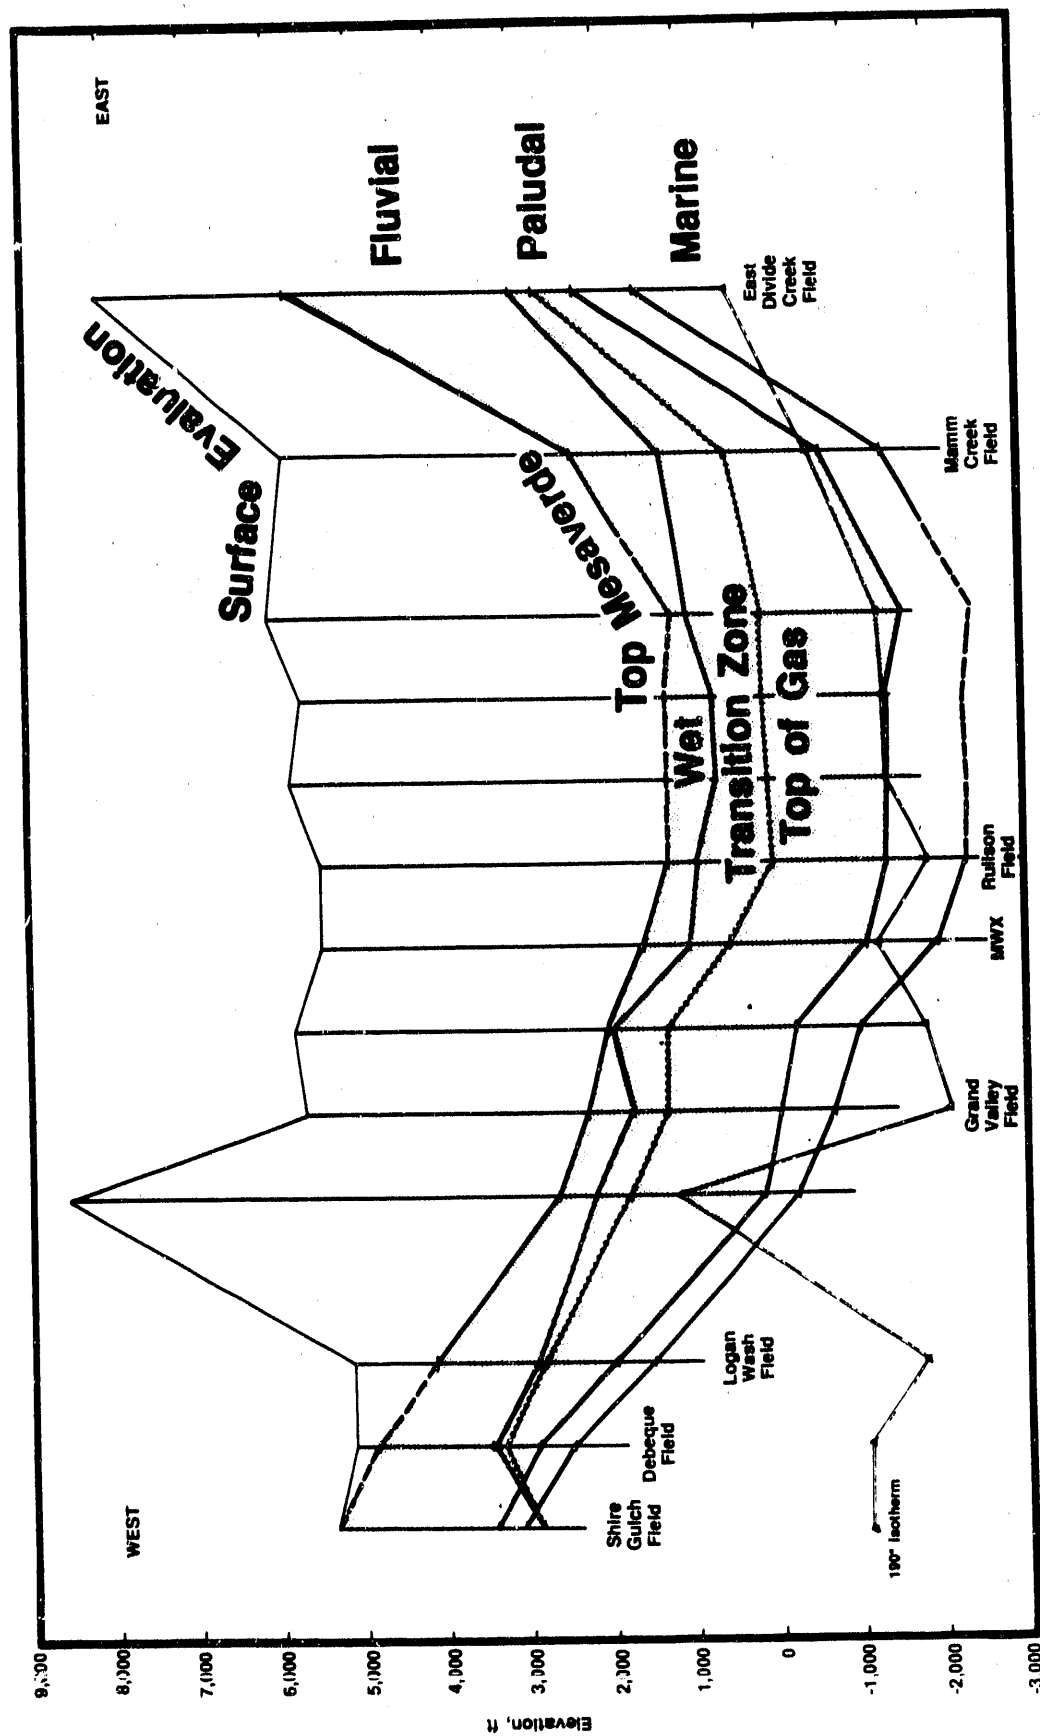 WEST
EAST
Surface
Evaluation
Top Mesaverde
Wet
Transition Zone
Top of Gas
Fluvial
Paludal
Marine
Shire
Gulch
Field
Debeque
Field
Logan
Wash
Field
Grand
Valley
Field
MWX
Rulison
Field
Mamm
Creek
Field
East
Divide
Creek
Field
190° Isotherm
Elevation, ft
9,000
8,000
7,000
6,000
5,000
4,000
3,000
2,000
1,000
0
-1,000
-2,000
-3,000